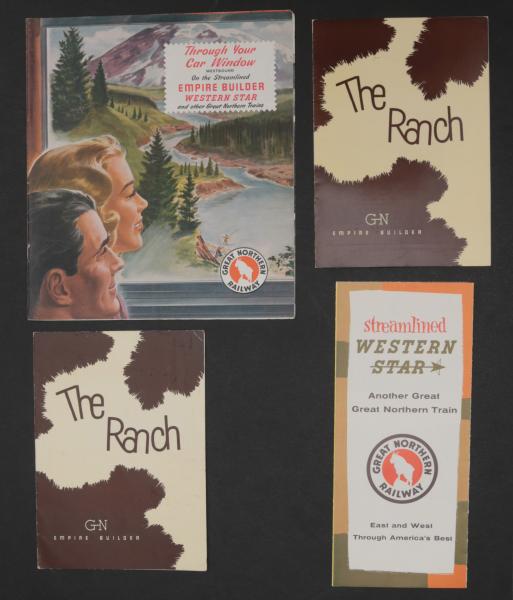 Through Your
Car Window
WESTBOUND
On the Streamlined
EMPIRE BUILDER
WESTERN STAR
and other Great Northern Trains
GREAT NORTHERN
RAILWAY
The
Ranch
GN
EMPIRE BUILDER
The
Ranch
GN
EMPIRE BUILDER
streamlined
WESTERN
STAR
Another Great
Great Northern Train
GREAT NORTHERN
RAILWAY
East and West
Through America's Best